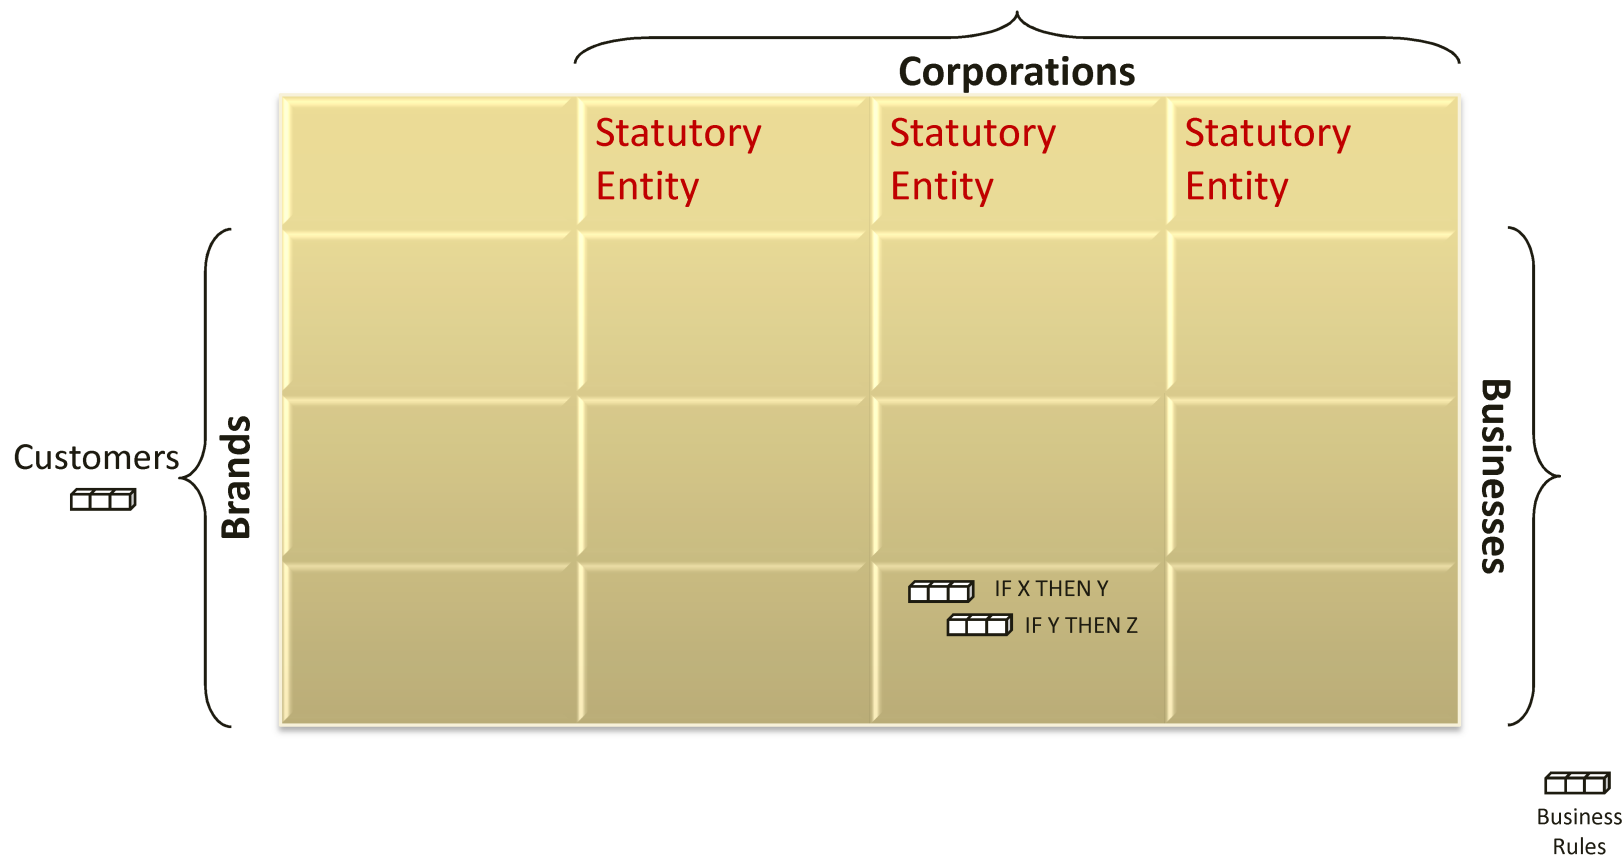 Corporations
Statutory
Entity
Statutory
Entity
Statutory
Entity
Customers
Brands
Businesses
IF X THEN Y
IF Y THEN Z
Business
Rules